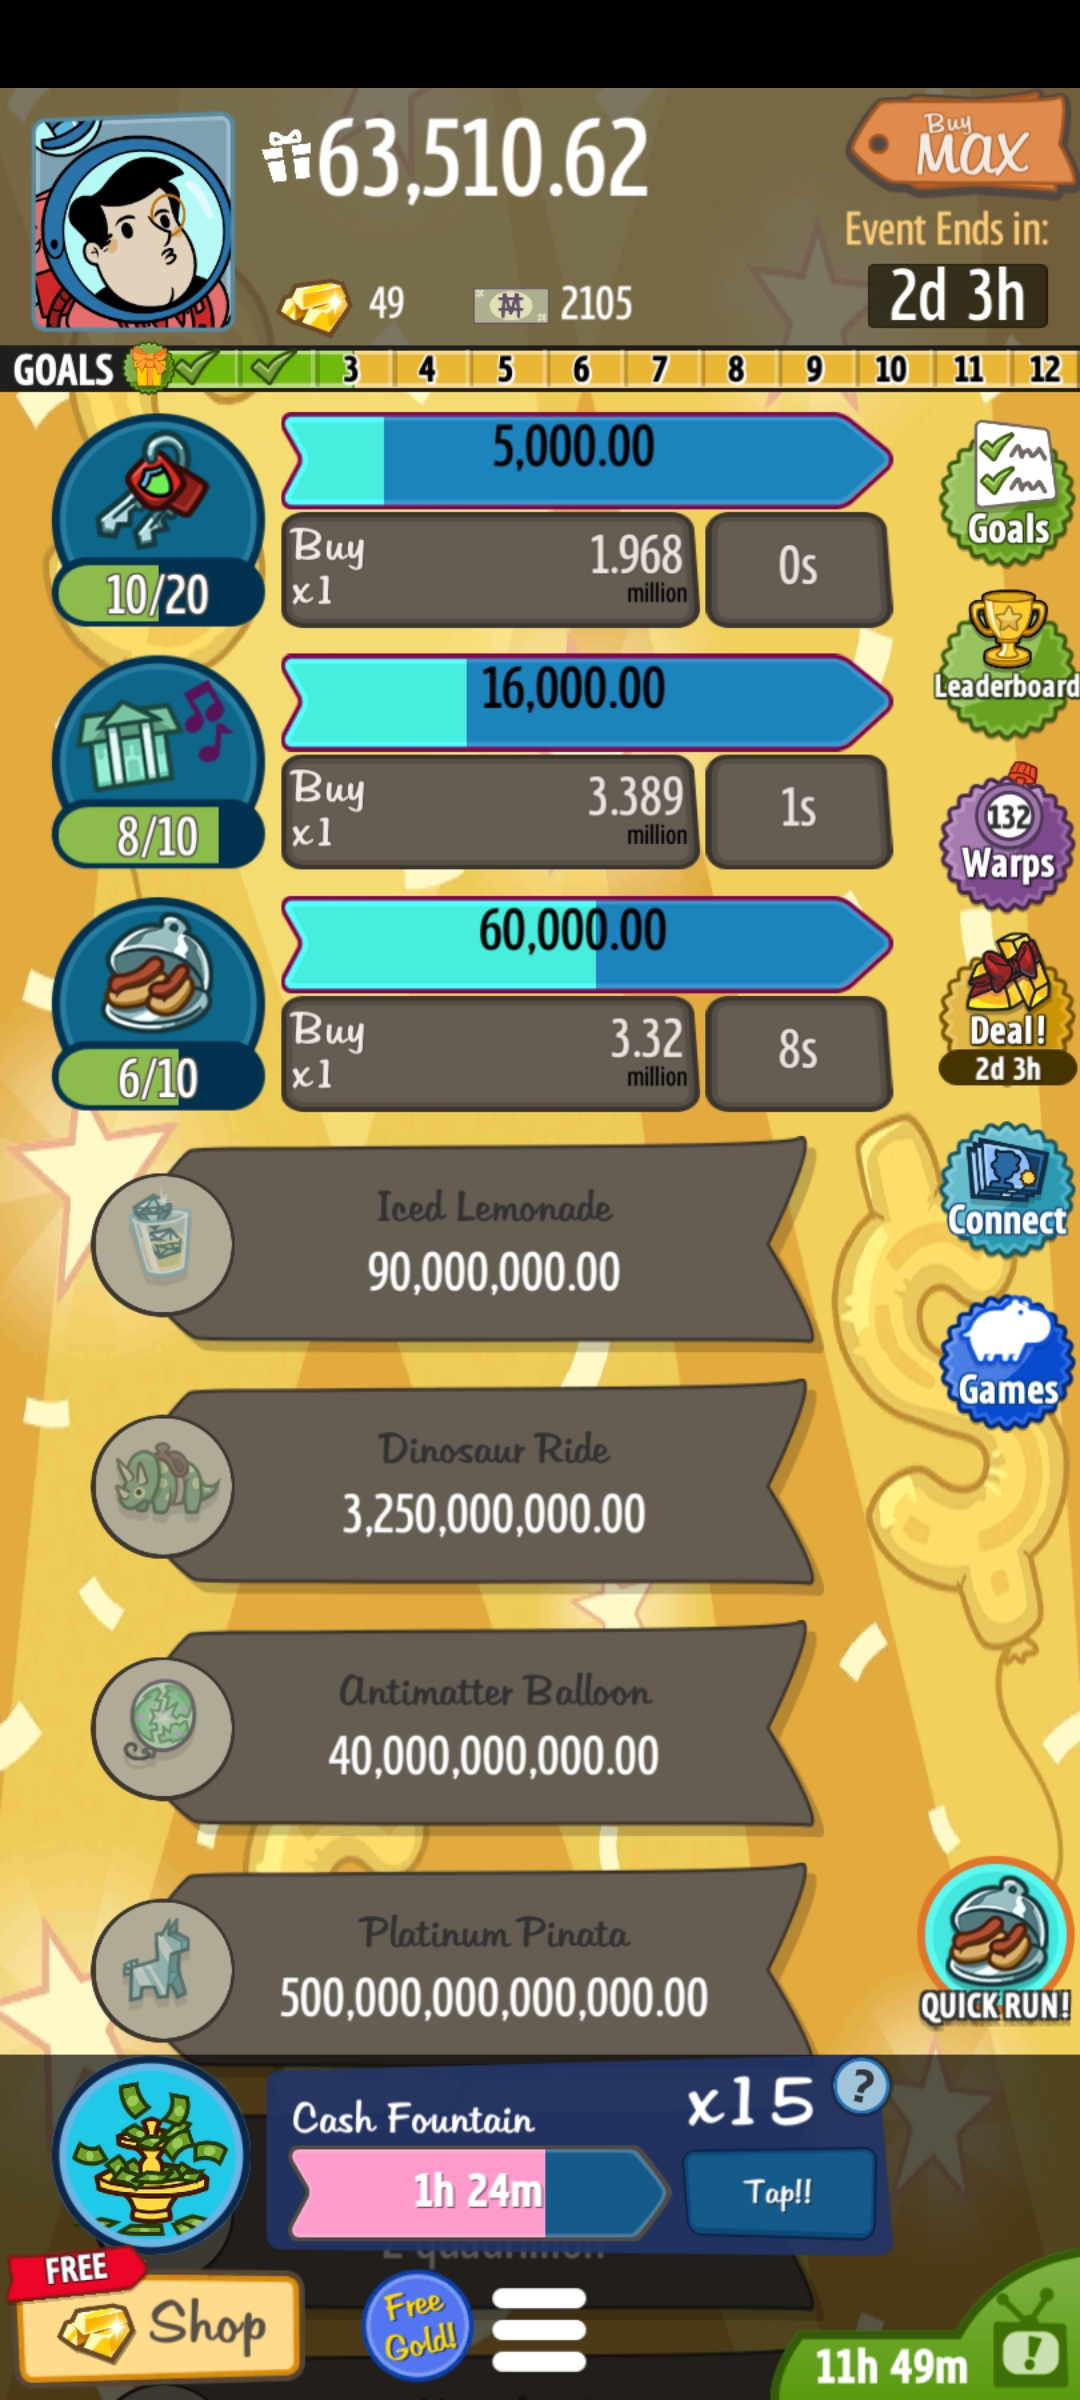 63,510.62
Buy
MAX
Event Ends in:
49
2105
2d 3h
GOALS 3 4 5 6 7 8 9 10 11 12
5,000.00
Buy
x1
1.968
million
0s
10/20
Goals
16,000.00
Buy
x1
3.389
million
1s
8/10
Leaderboard
132
Warps
60,000.00
Buy
x1
3.32
million
8s
6/10
Deal!
2d 3h
Iced Lemonade
90,000,000.00
Connect
Games
Dinosaur Ride
3,250,000,000.00
Antimatter Balloon
40,000,000,000.00
Platinum Pinata
500,000,000,000,000.00
QUICK RUN!
Cash Fountain
x15
?
1h 24m
Tap!!
2 quadrillion
FREE
Shop
Free
Gold!
11h 49m
!